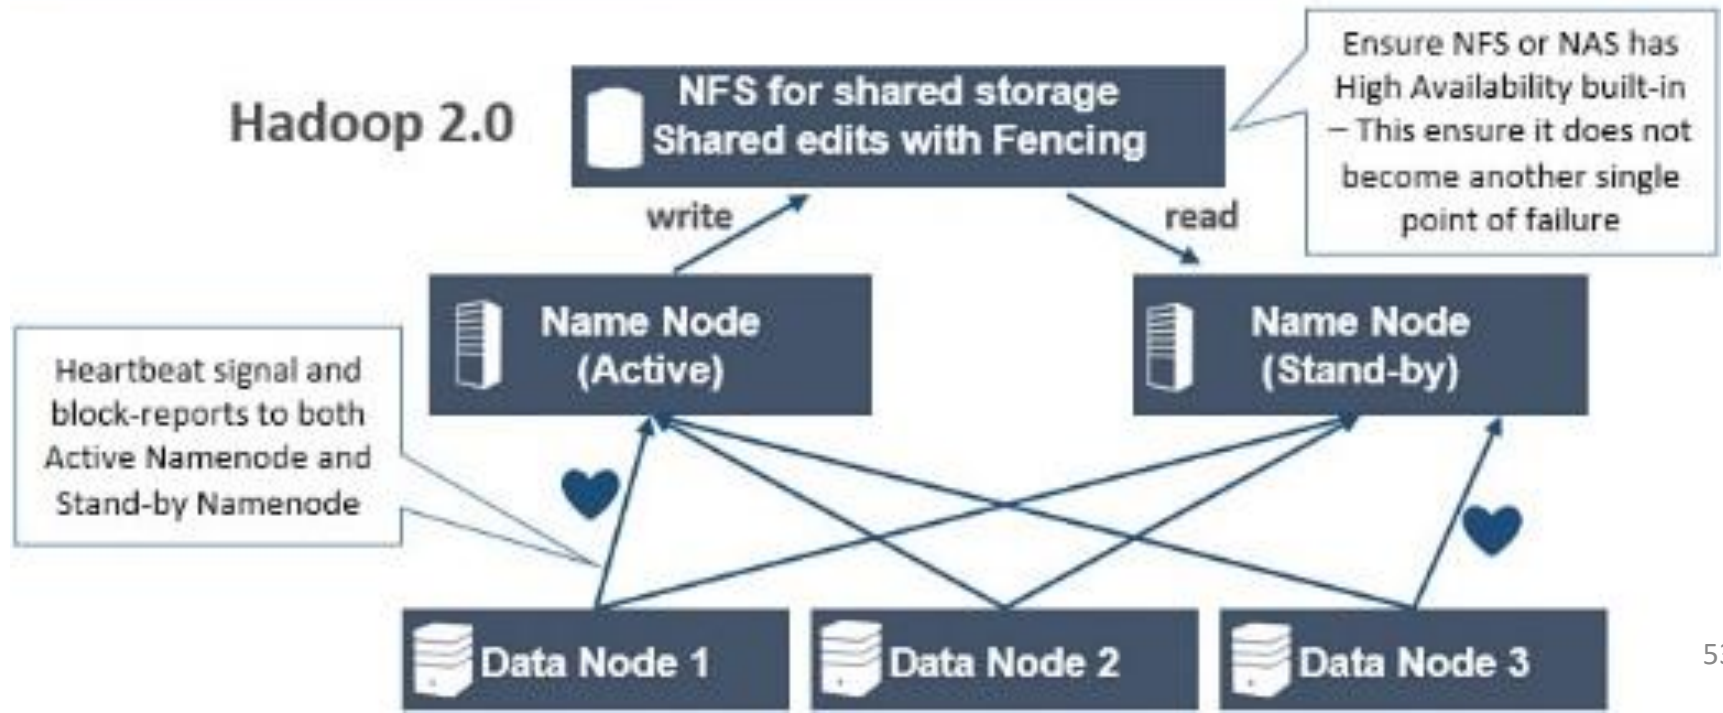 Hadoop 2.0
NFS for shared storage
Shared edits with Fencing
Ensure NFS or NAS has
High Availability built-in
– This ensure it does not
become another single
point of failure
write
read
Name Node
(Active)
Name Node
(Stand-by)
Heartbeat signal and
block-reports to both
Active Namenode and
Stand-by Namenode
Data Node 1
Data Node 2
Data Node 3